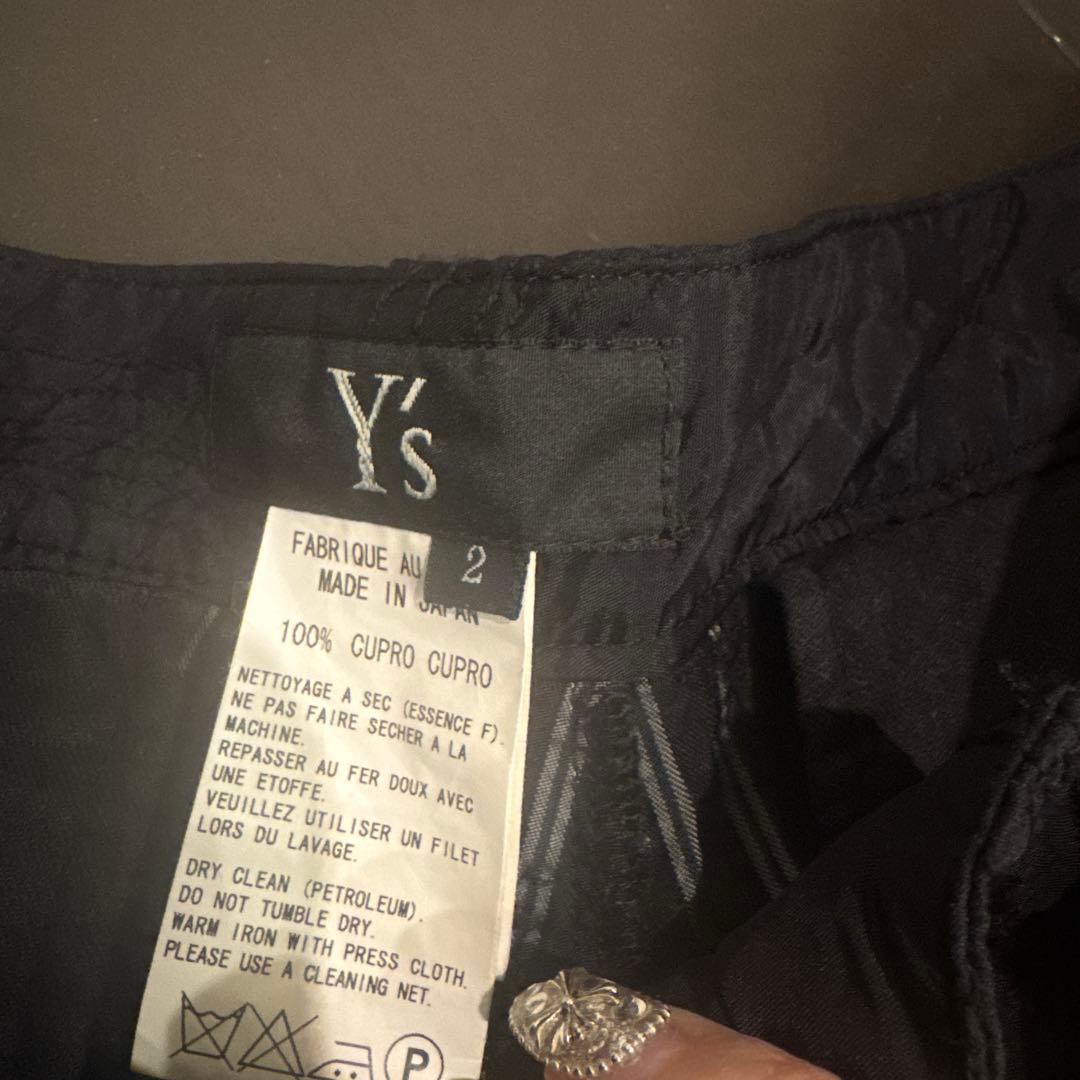 Y's
2
FABRIQUE AU
MADE IN JAPAN
100% CUPRO CUPRO
NETTOYAGE A SEC (ESSENCE F).
NE PAS FAIRE SECHER A LA
MACHINE.
REPASSER AU FER DOUX AVEC
UNE ETOFFE.
VEUILLEZ UTILISER UN FILET
LORS DU LAVAGE.
DRY CLEAN (PETROLEUM).
DO NOT TUMBLE DRY.
WARM IRON WITH PRESS CLOTH.
PLEASE USE A CLEANING NET.
P